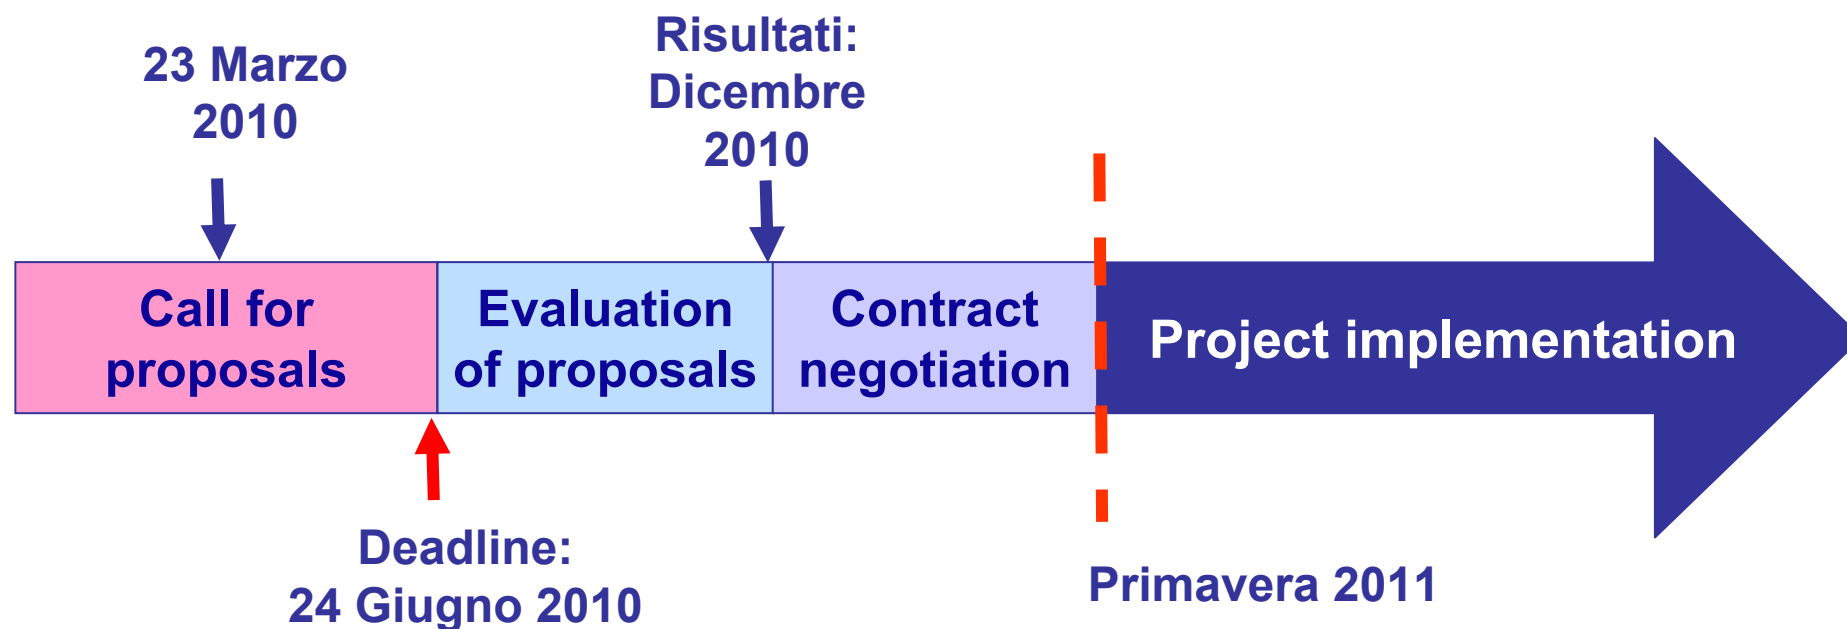 23 Marzo
2010
Risultati:
Dicembre
2010
Call for
proposals
Evaluation
of proposals
Contract
negotiation
Project implementation
Deadline:
24 Giugno 2010
Primavera 2011